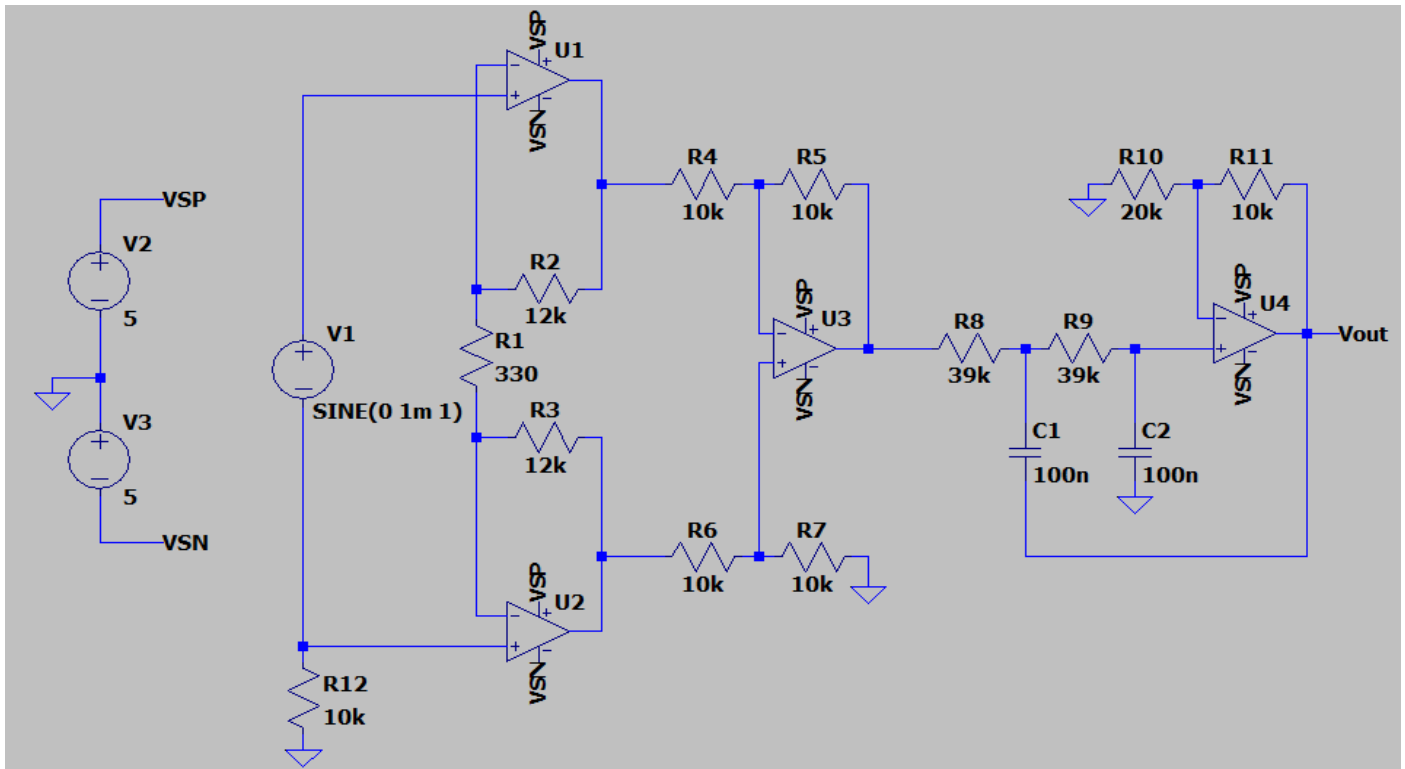 VSP
V2
5
V3
5
VSN
V1
SINE(0 1m 1)
R12
10k
VSP
U1
VSN
R2
12k
R1
330
R3
12k
VSP
U2
VSN
R4
10k
R5
10k
VSP
U3
VSN
R6
10k
R7
10k
R8
39k
R9
39k
C1
100n
C2
100n
R10
20k
R11
10k
VSP
U4
VSN
Vout